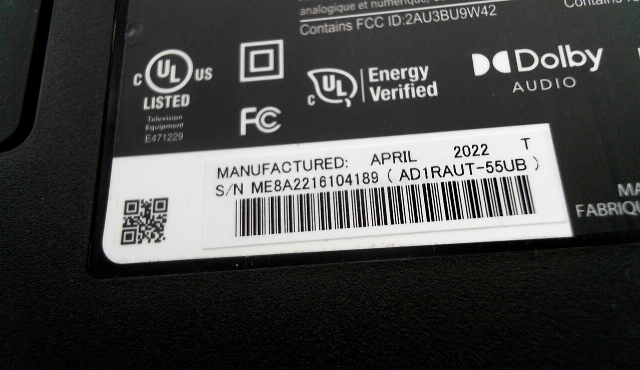 analogique et numérique,
Contains FCC ID:2AU3BU9W42
C UL US
LISTED
Television
Equipment
E471229
FC
C UL
Energy
Verified
Dolby
AUDIO
MANUFACTURED: APRIL 2022 T
S/N ME8A2216104189 ( AD1RAUT-55UB )
MA
FABRIQU